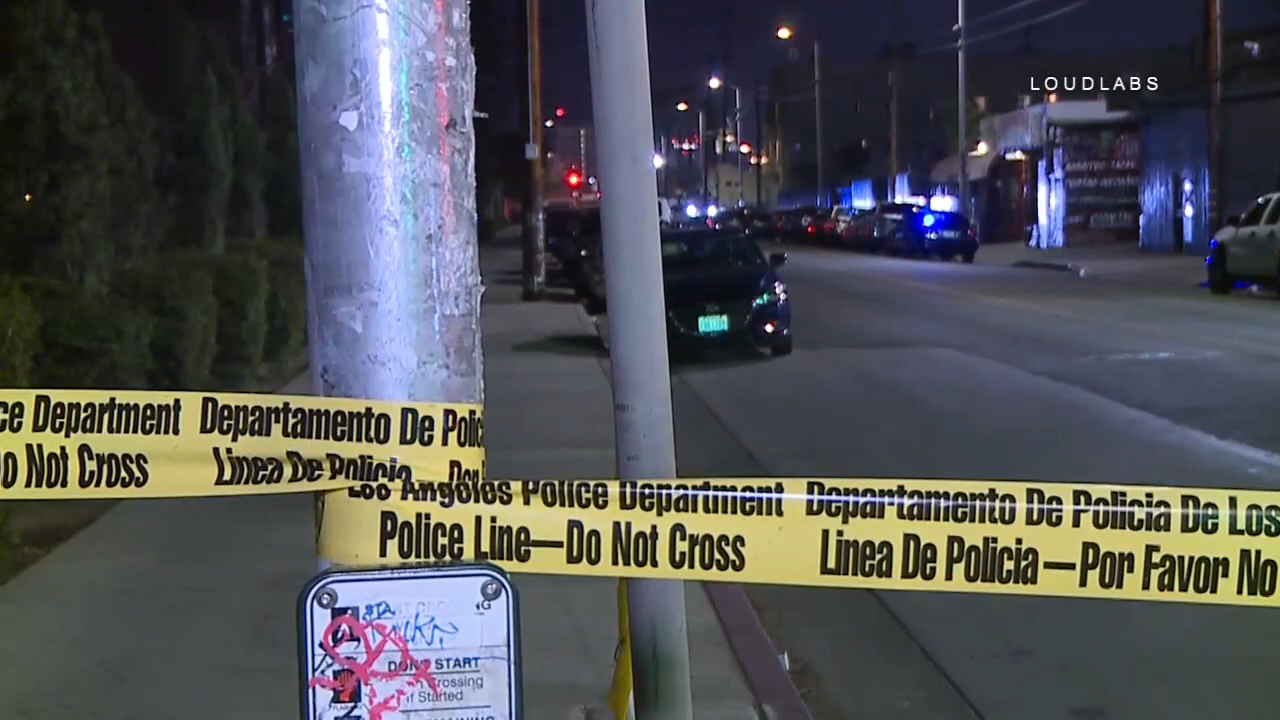 LOUDLABS
ce Department Departamento De Polic
o Not Cross Linea De Policia Por
Los Angeles Police Department Departamento De Policia De Los
Police Line—Do Not Cross Linea De Policia—Por Favor No
DON'T START
Crossing
if Started